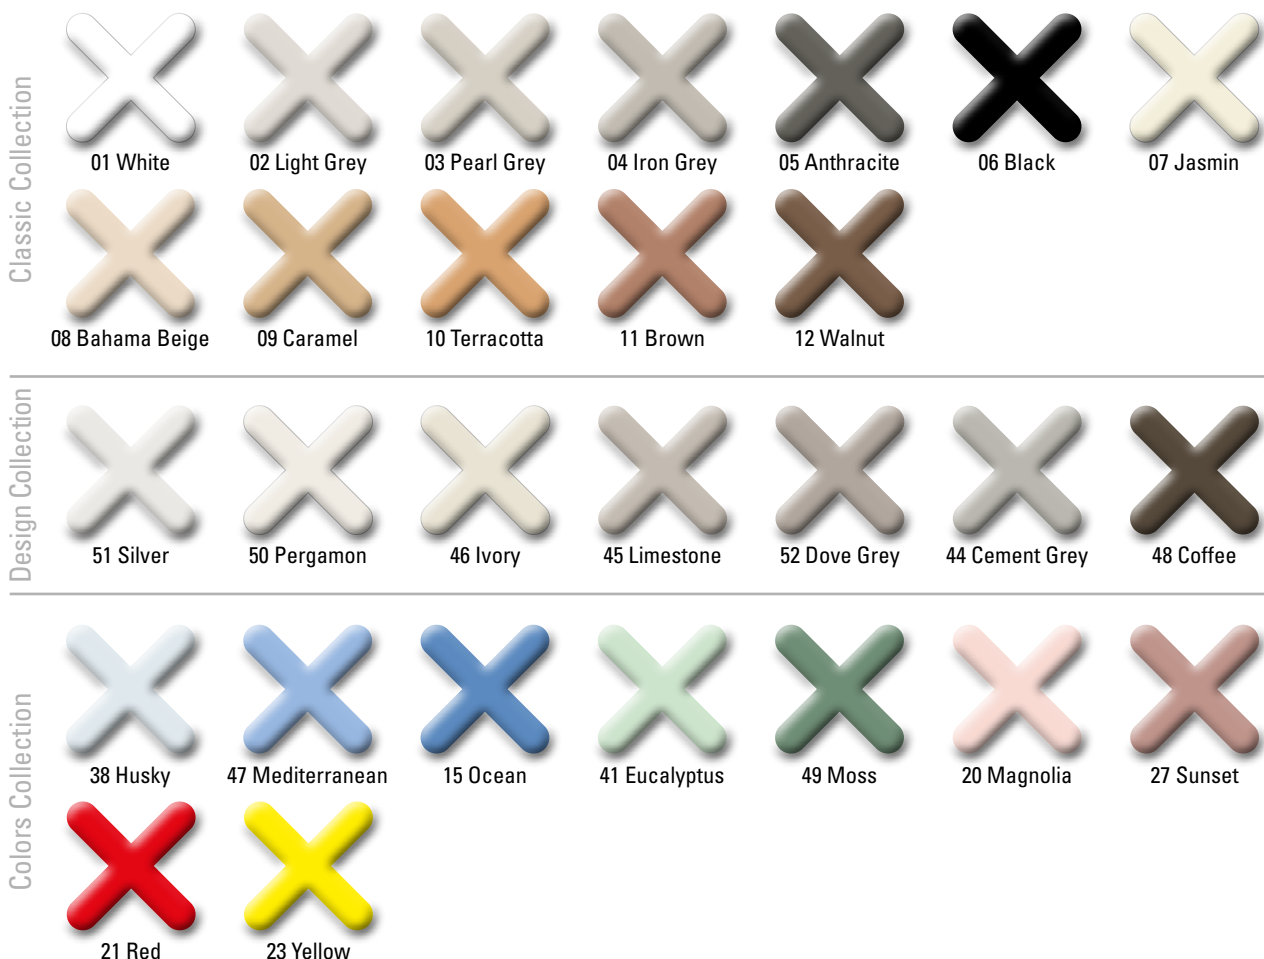 Classic Collection
01 White
02 Light Grey
03 Pearl Grey
04 Iron Grey
05 Anthracite
06 Black
07 Jasmin
08 Bahama Beige
09 Caramel
10 Terracotta
11 Brown
12 Walnut
Design Collection
51 Silver
50 Pergamon
46 Ivory
45 Limestone
52 Dove Grey
44 Cement Grey
48 Coffee
Colors Collection
38 Husky
47 Mediterranean
15 Ocean
41 Eucalyptus
49 Moss
20 Magnolia
27 Sunset
21 Red
23 Yellow